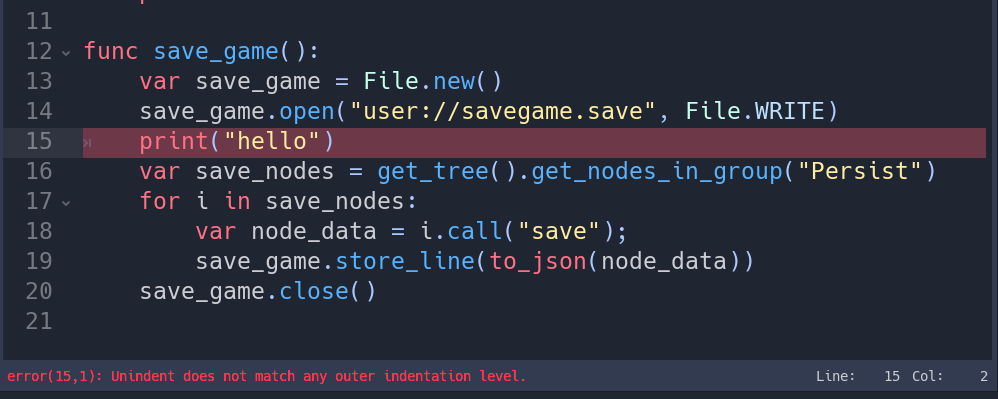 11
12 func save_game():
13     var save_game = File.new()
14     save_game.open("user://savegame.save", File.WRITE)
15     print("hello")
16     var save_nodes = get_tree().get_nodes_in_group("Persist")
17     for i in save_nodes:
18         var node_data = i.call("save");
19         save_game.store_line(to_json(node_data))
20     save_game.close()
21
error(15,1): Unindent does not match any outer indentation level. Line: 15 Col: 2